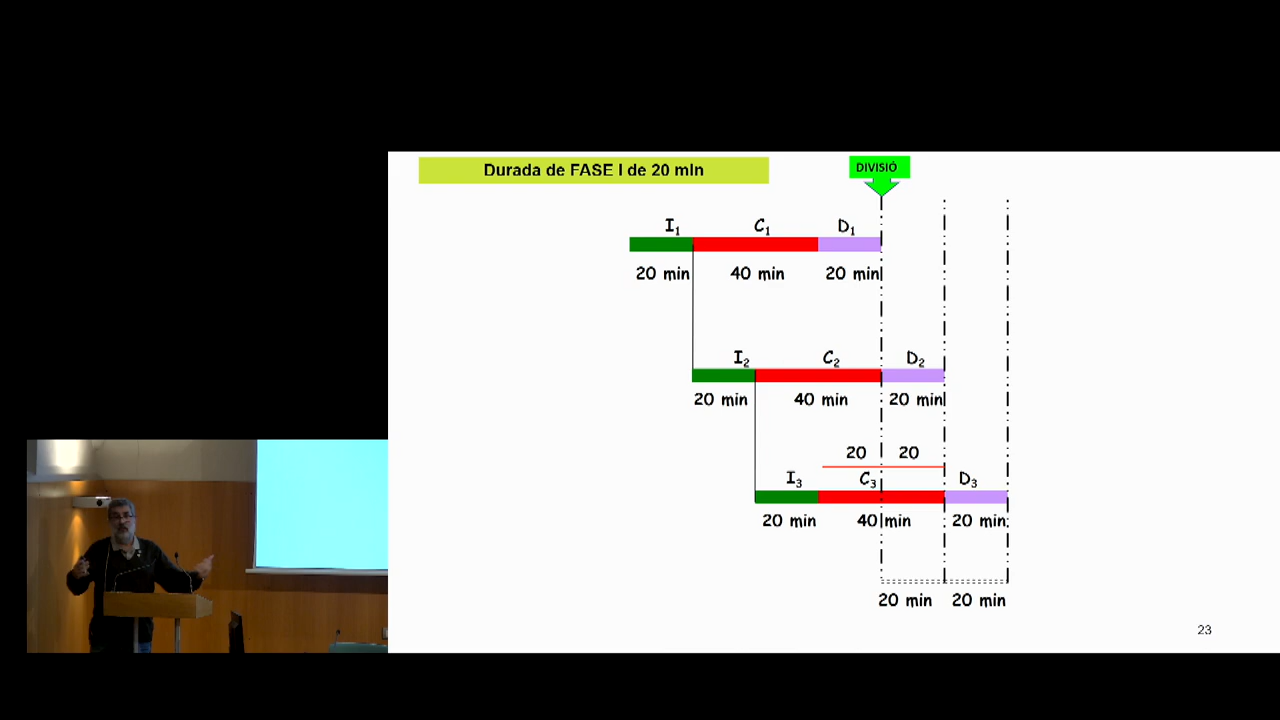 Durada de FASE I de 20 min
DIVISIÓ
I₁ C₁ D₁
20 min 40 min 20 min
I₂ C₂ D₂
20 min 40 min 20 min
20 20
I₃ C₃ D₃
20 min 40 min 20 min
20 min 20 min
23